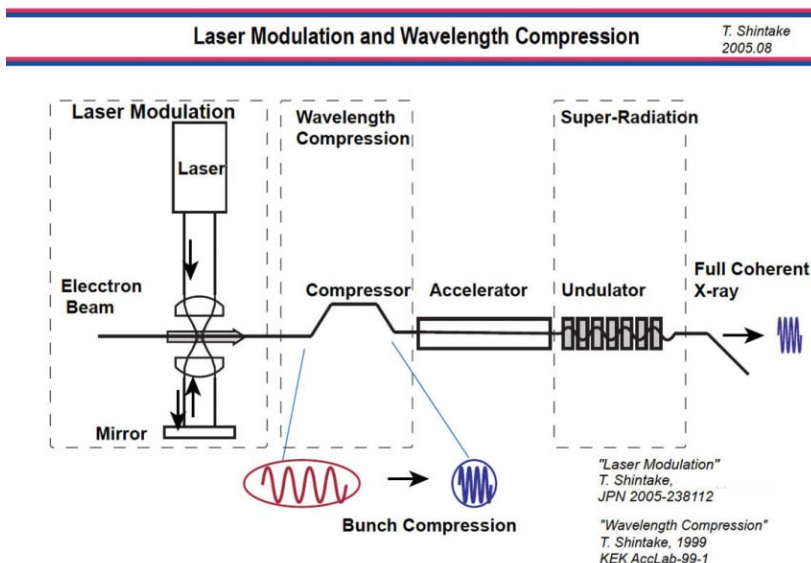 Laser Modulation and Wavelength Compression
T. Shintake
2005.08
Laser Modulation
Laser
Elecctron
Beam
Mirror
Wavelength
Compression
Compressor
Accelerator
Super-Radiation
Undulator
Full Coherent
X-ray
Bunch Compression
"Laser Modulation"
T. Shintake,
JPN 2005-238112
"Wavelength Compression"
T. Shintake, 1999
KEK AccLab-99-1